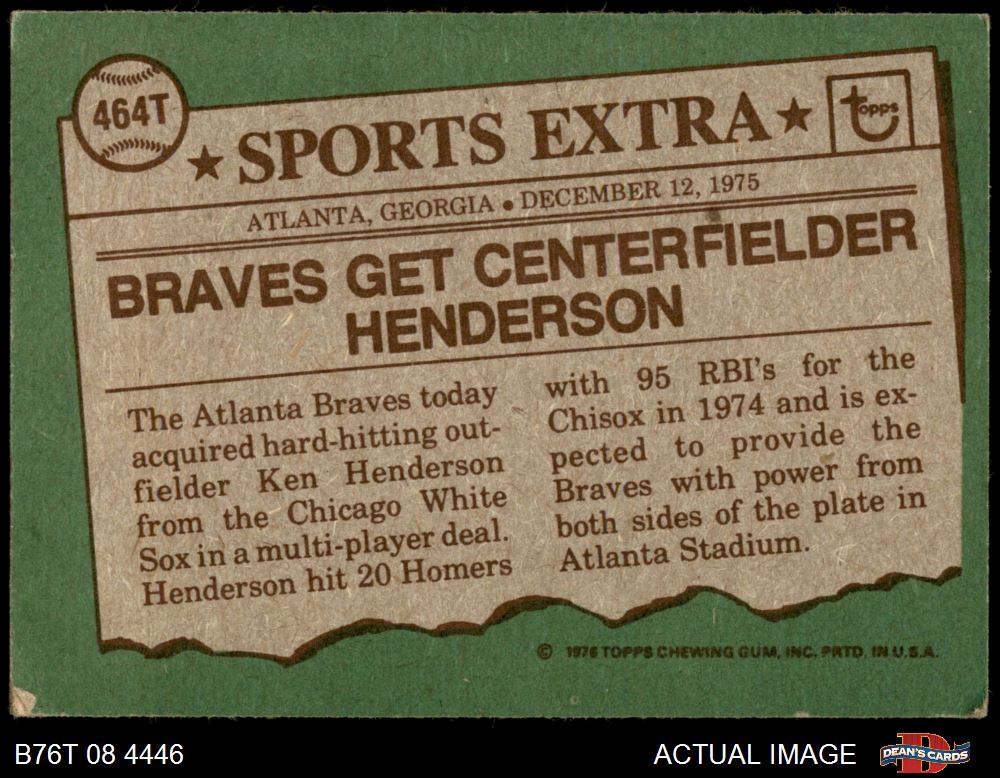 464T
★ SPORTS EXTRA ★
topps
ATLANTA, GEORGIA • DECEMBER 12, 1975
BRAVES GET CENTERFIELDER
HENDERSON
The Atlanta Braves today
acquired hard-hitting out-
fielder Ken Henderson
from the Chicago White
Sox in a multi-player deal.
Henderson hit 20 Homers
with 95 RBI's for the
Chisox in 1974 and is ex-
pected to provide the
Braves with power from
both sides of the plate in
Atlanta Stadium.
© 1976 TOPPS CHEWING GUM, INC. PRTD. IN U.S.A.
B76T 08 4446
ACTUAL IMAGE
DEAN'S CARDS